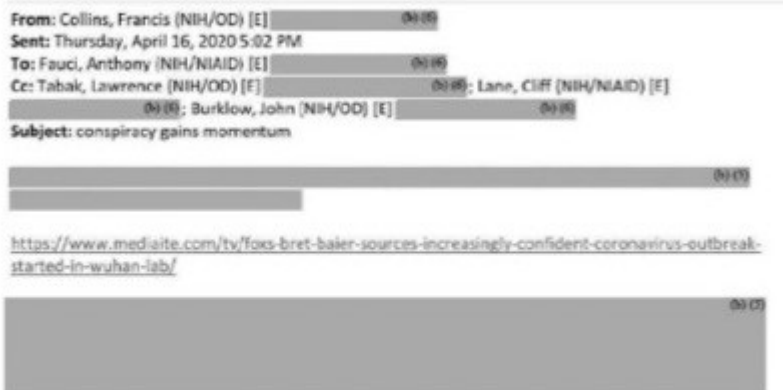 From: Collins, Francis (NIH/OD) [E] (b) (6)
Sent: Thursday, April 16, 2020 5:02 PM
To: Fauci, Anthony (NIH/NIAID) [E] (b) (6)
Cc: Tabak, Lawrence (NIH/OD) [E] (b) (6); Lane, Cliff (NIH/NIAID) [E]
(b) (6); Burklow, John (NIH/OD) [E] (b) (6)
Subject: conspiracy gains momentum
https://www.mediaite.com/tv/foxs-bret-baier-sources-increasingly-confident-coronavirus-outbreak-
started-in-wuhan-lab/